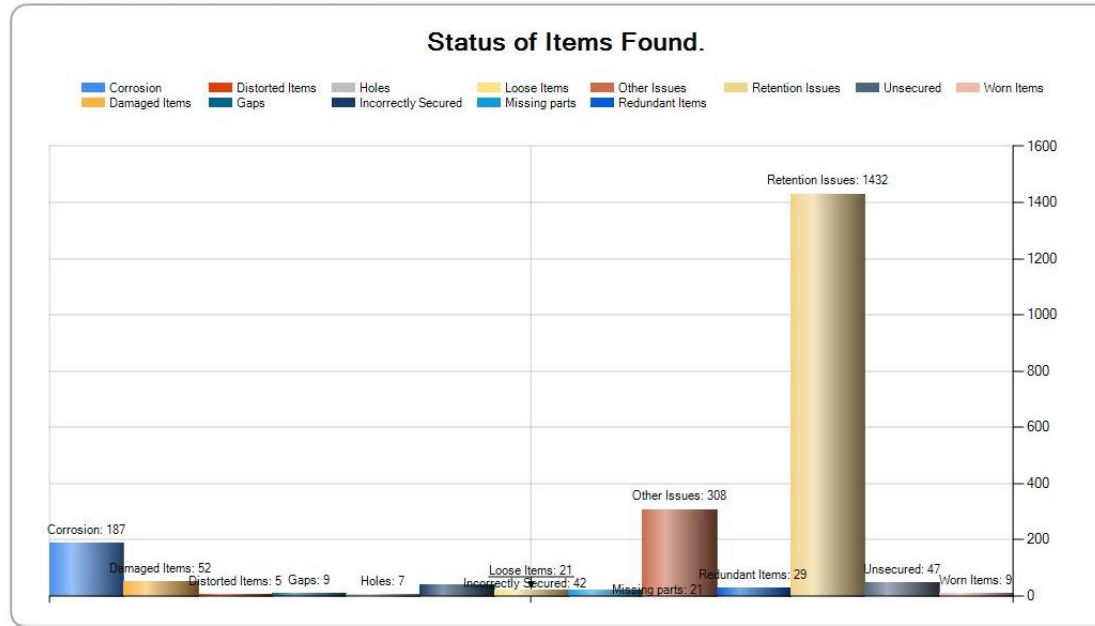 Status of Items Found.
Corrosion Distorted Items Holes Loose Items Other Issues Retention Issues Unsecured Worn Items
Damaged Items Gaps Incorrectly Secured Missing parts Redundant Items
1600
Retention Issues: 1432
1400
1200
1000
800
600
400
Other Issues: 308
200
Corrosion: 187
Damaged Items: 52
Loose Items: 21
Unsecured: 47
Distorted Items: 5
Gaps: 9
Holes: 7
Incorrectly Secured: 42
Missing parts: 21
Redundant Items: 29
Worn Items: 9
0